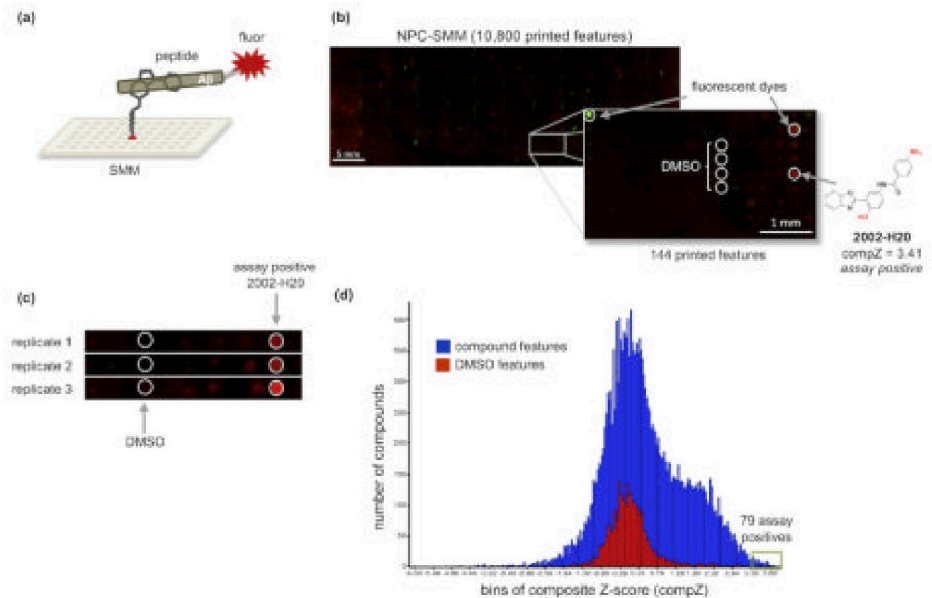 (a)
fluor
peptide
Aβ
SMM
(b)
NPC-SMM (10,800 printed features)
fluorescent dyes
5 mm
DMSO
1 mm
144 printed features
2002-H20
compZ = 3.41
assay positive
(c)
assay positive
2002-H20
replicate 1
replicate 2
replicate 3
DMSO
(d)
compound features
DMSO features
number of compounds
79 assay
positives
bins of composite Z-score (compZ)